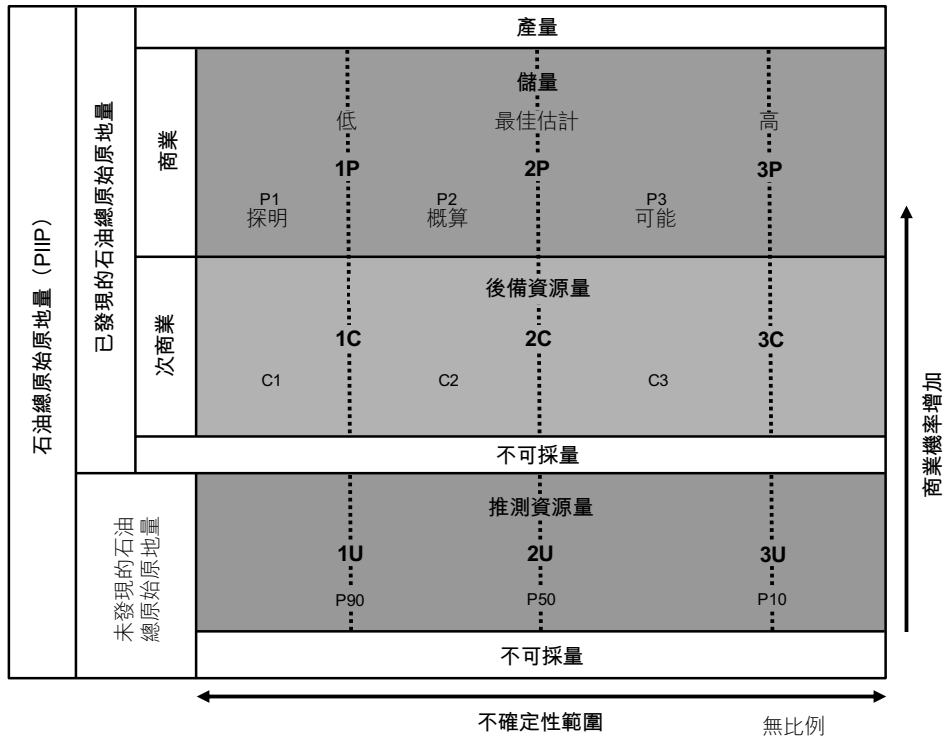 產量
儲量
低 最佳估計 高
1P 2P 3P
P1 P2 P3
探明 概算 可能
商業
已發現的石油總原始原地量
石油總原始原地量（PIIP）
後備資源量
1C 2C 3C
C1 C2 C3
次商業
不可採量
推測資源量
1U 2U 3U
P90 P50 P10
未發現的石油
總原始原地量
不可採量
商業機率增加
不確定性範圍
無比例